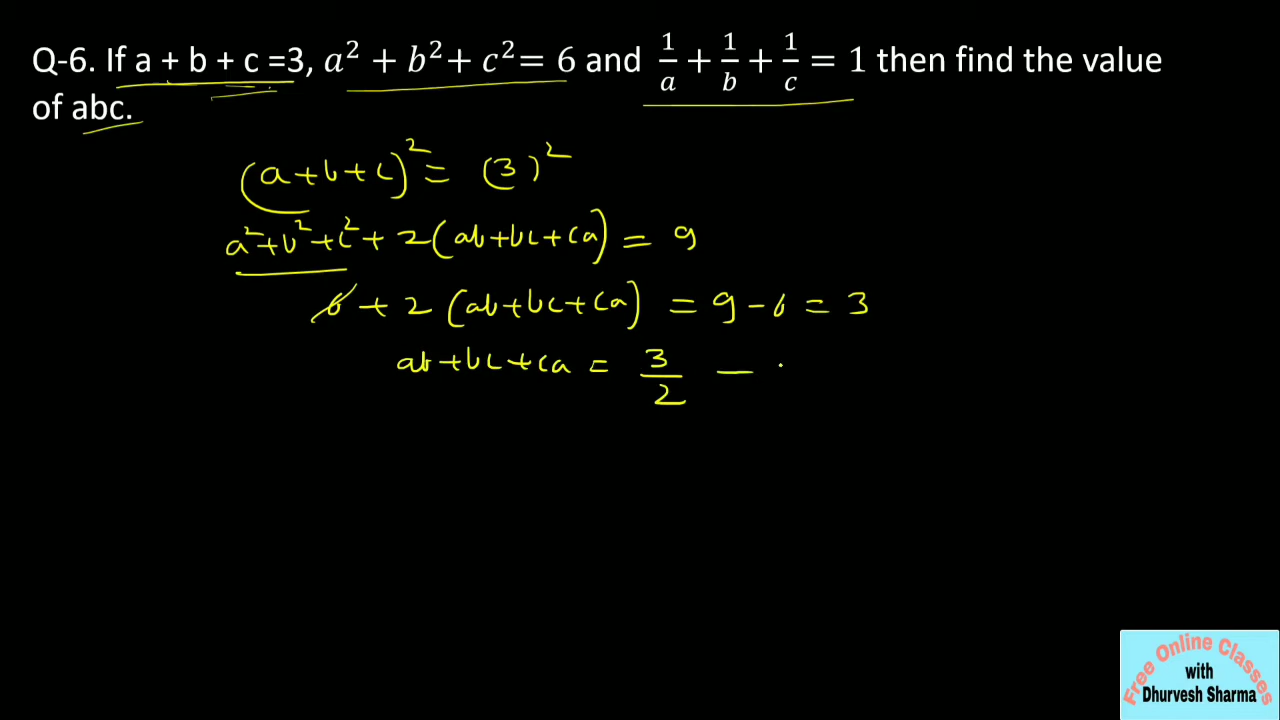 Q-6. If a + b + c =3, a² + b²+ c²= 6 and 1/a + 1/b + 1/c = 1 then find the value
of abc.
(a+b+c)² = (3)²
a²+b²+c² + 2(ab+bc+ca) = 9
6 + 2 (ab+bc+ca) = 9 - 6 = 3
ab+bc+ca = 3/2 —
Free Online Classes
with
Dhurvesh Sharma